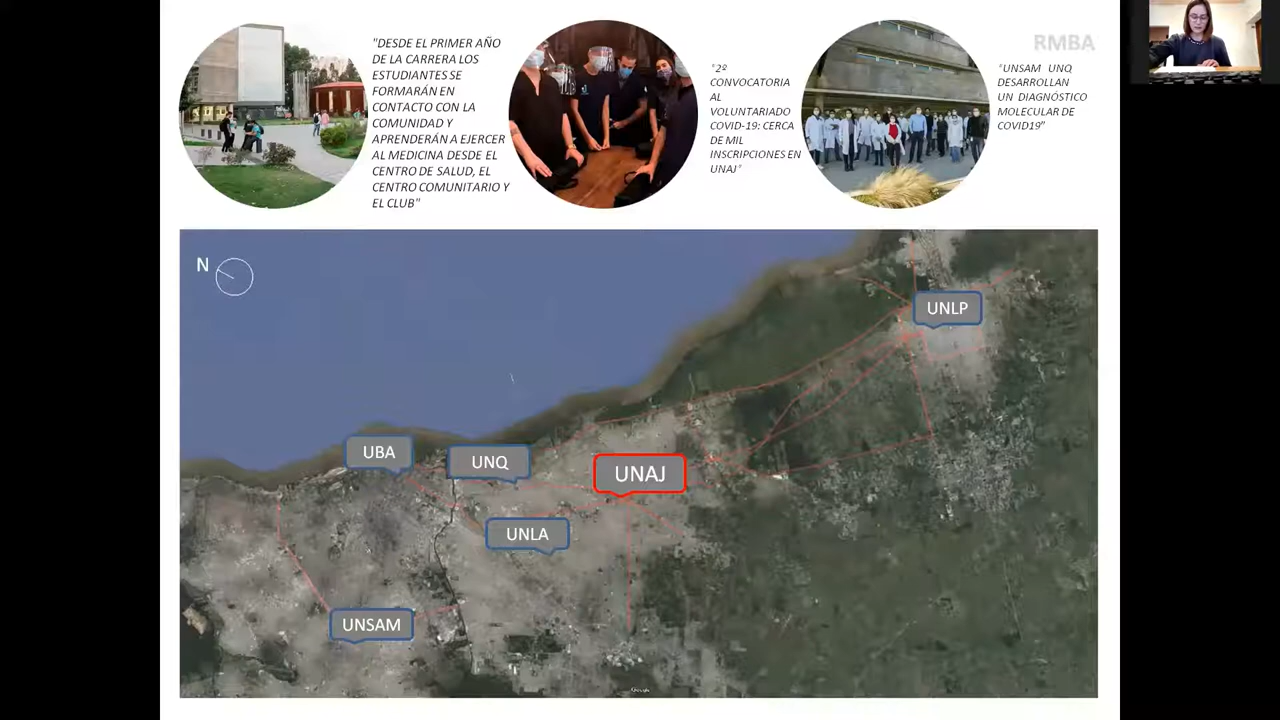 "DESDE EL PRIMER AÑO
DE LA CARRERA LOS
ESTUDIANTES SE
FORMARÁN EN
CONTACTO CON LA
COMUNIDAD Y
APRENDERÁN A EJERCER
AL MEDICINA DESDE EL
CENTRO DE SALUD, EL
CENTRO COMUNITARIO Y
EL CLUB"
"2º
CONVOCATORIA
AL
VOLUNTARIADO
COVID-19: CERCA
DE MIL
INSCRIPCIONES EN
UNAJ"
RMBA
"UNSAM UNQ
DESARROLLAN
UN DIAGNÓSTICO
MOLECULAR DE
COVID19"
N
UNLP
UBA
UNQ
UNAJ
UNLA
UNSAM
Google